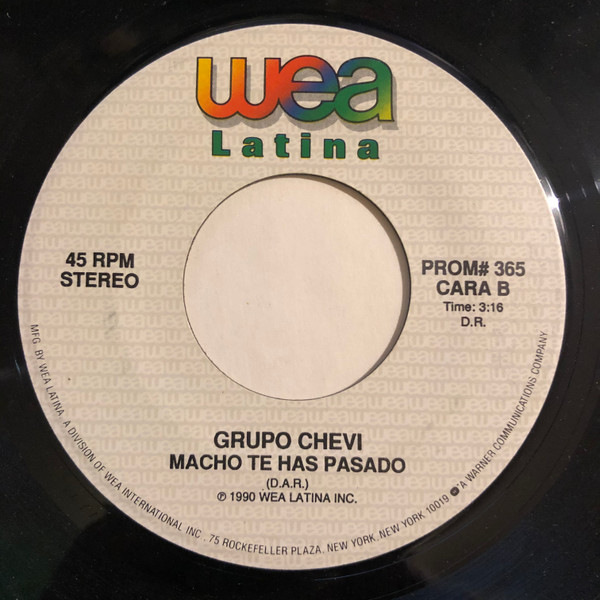 wea
Latina
45 RPM
STEREO
PROM# 365
CARA B
Time: 3:16
D.R.
GRUPO CHEVI
MACHO TE HAS PASADO
(D.A.R.)
℗ 1990 WEA LATINA INC.
MFG. BY WEA LATINA. A DIVISION OF WEA INTERNATIONAL INC. 75 ROCKEFELLER PLAZA, NEW YORK, NEW YORK 10019 A WARNER COMMUNICATIONS COMPANY